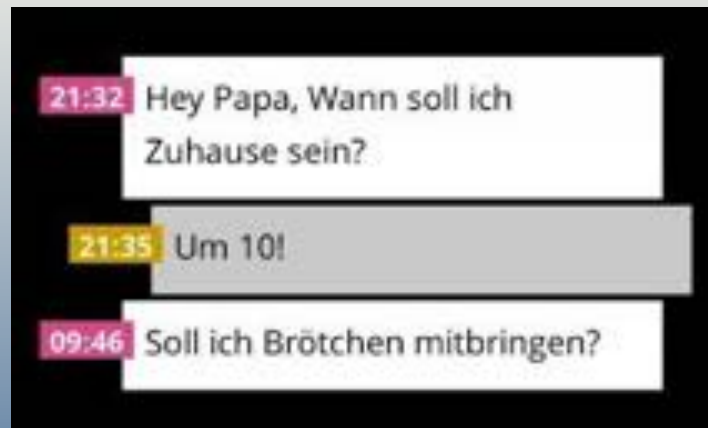 21:32 Hey Papa, Wann soll ich
Zuhause sein?
21:35 Um 10!
09:46 Soll ich Brötchen mitbringen?